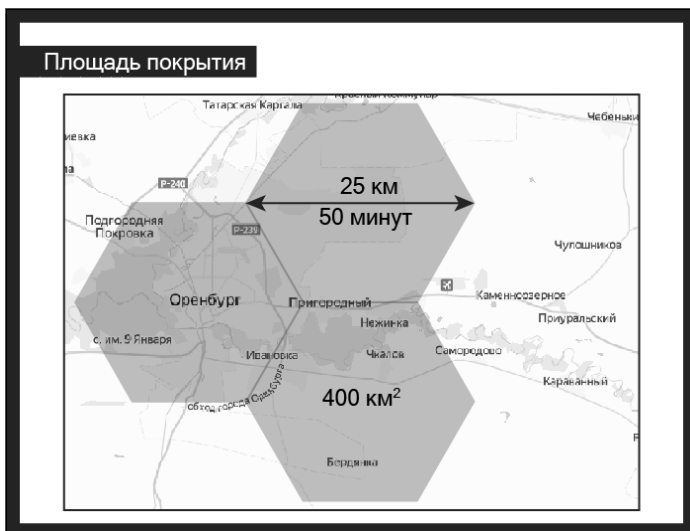 Площадь покрытия
Татарская Каргала
Чебеньки
иевка
Р-240
Подгородняя
Покровка
25 км
50 минут
Р-239
Чулошников
Оренбург
Пригородный
Каменноозерное
Приуральский
Нежинка
с. им. 9 Января
Ивановка
Чкалов
Самородово
Караванный
обход города Оренбурга
400 км²
Бердянка